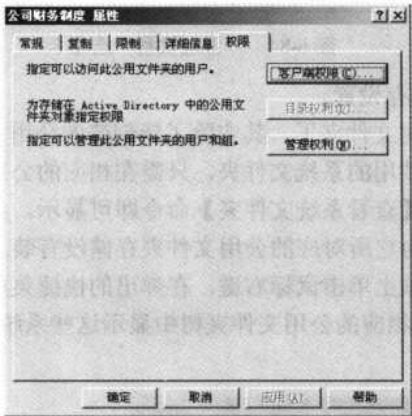 公司财务制度 属性
常规 复制 限制 详细信息 权限
指定可以访问此公用文件夹的用户。
客户端权限(C)...
为存储在 Active Directory 中的公用文
件夹对象指定权限
目录权利(D)...
指定可以管理此公用文件夹的用户和组。
管理权利(M)...
确定 取消 应用(A) 帮助